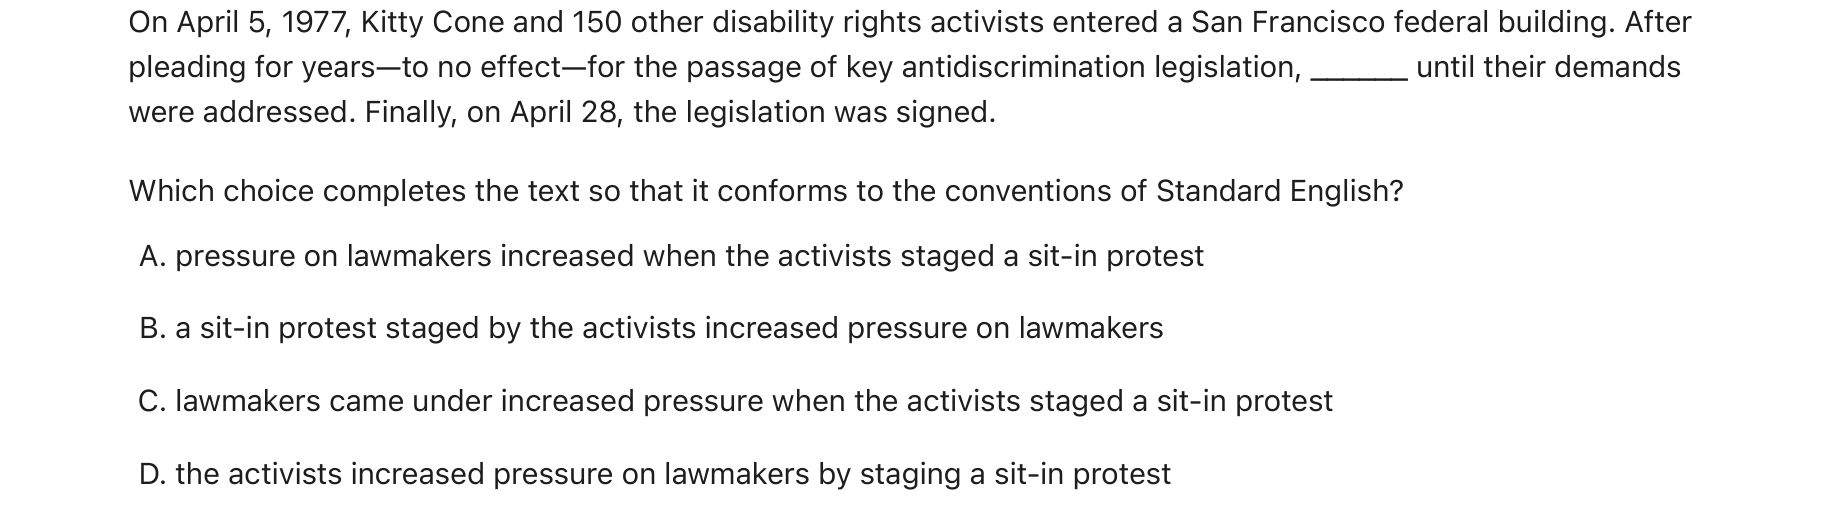 On April 5, 1977, Kitty Cone and 150 other disability rights activists entered a San Francisco federal building. After
pleading for years—to no effect—for the passage of key antidiscrimination legislation, ______ until their demands
were addressed. Finally, on April 28, the legislation was signed.
Which choice completes the text so that it conforms to the conventions of Standard English?
A. pressure on lawmakers increased when the activists staged a sit-in protest
B. a sit-in protest staged by the activists increased pressure on lawmakers
C. lawmakers came under increased pressure when the activists staged a sit-in protest
D. the activists increased pressure on lawmakers by staging a sit-in protest